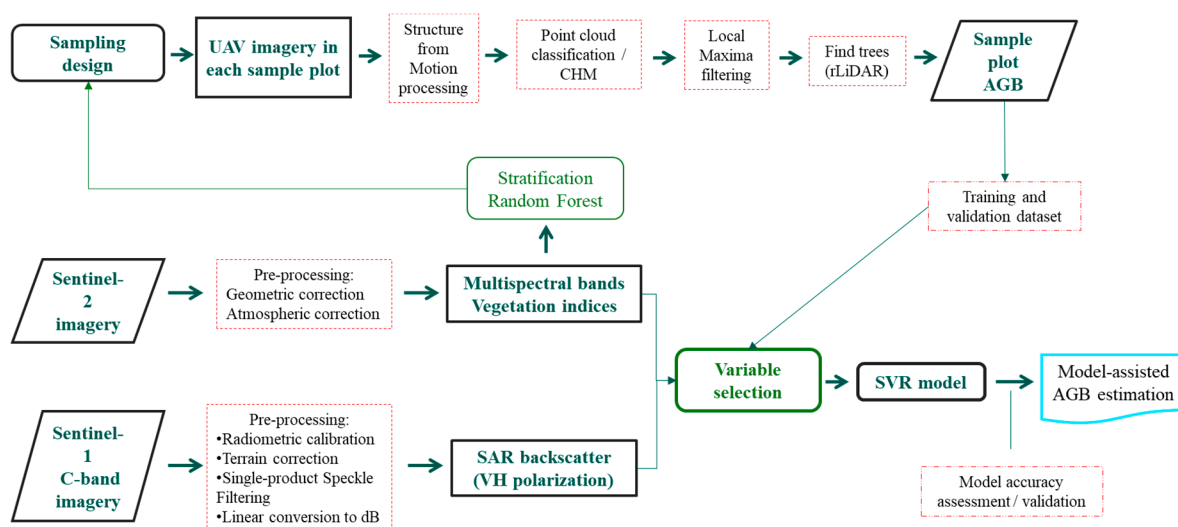 Sampling
design
UAV imagery in
each sample plot
Structure
from
Motion
processing
Point cloud
classification /
CHM
Local
Maxima
filtering
Find trees
(rLiDAR)
Sample
plot
AGB
Stratification
Random Forest
Training and
validation dataset
Sentinel-
2
imagery
Pre-processing:
Geometric correction
Atmospheric correction
Multispectral bands
Vegetation indices
Variable
selection
SVR model
Model-assisted
AGB estimation
Sentinel-
1
C-band
imagery
Pre-processing:
•Radiometric calibration
•Terrain correction
•Single-product Speckle
Filtering
•Linear conversion to dB
SAR backscatter
(VH polarization)
Model accuracy
assessment / validation